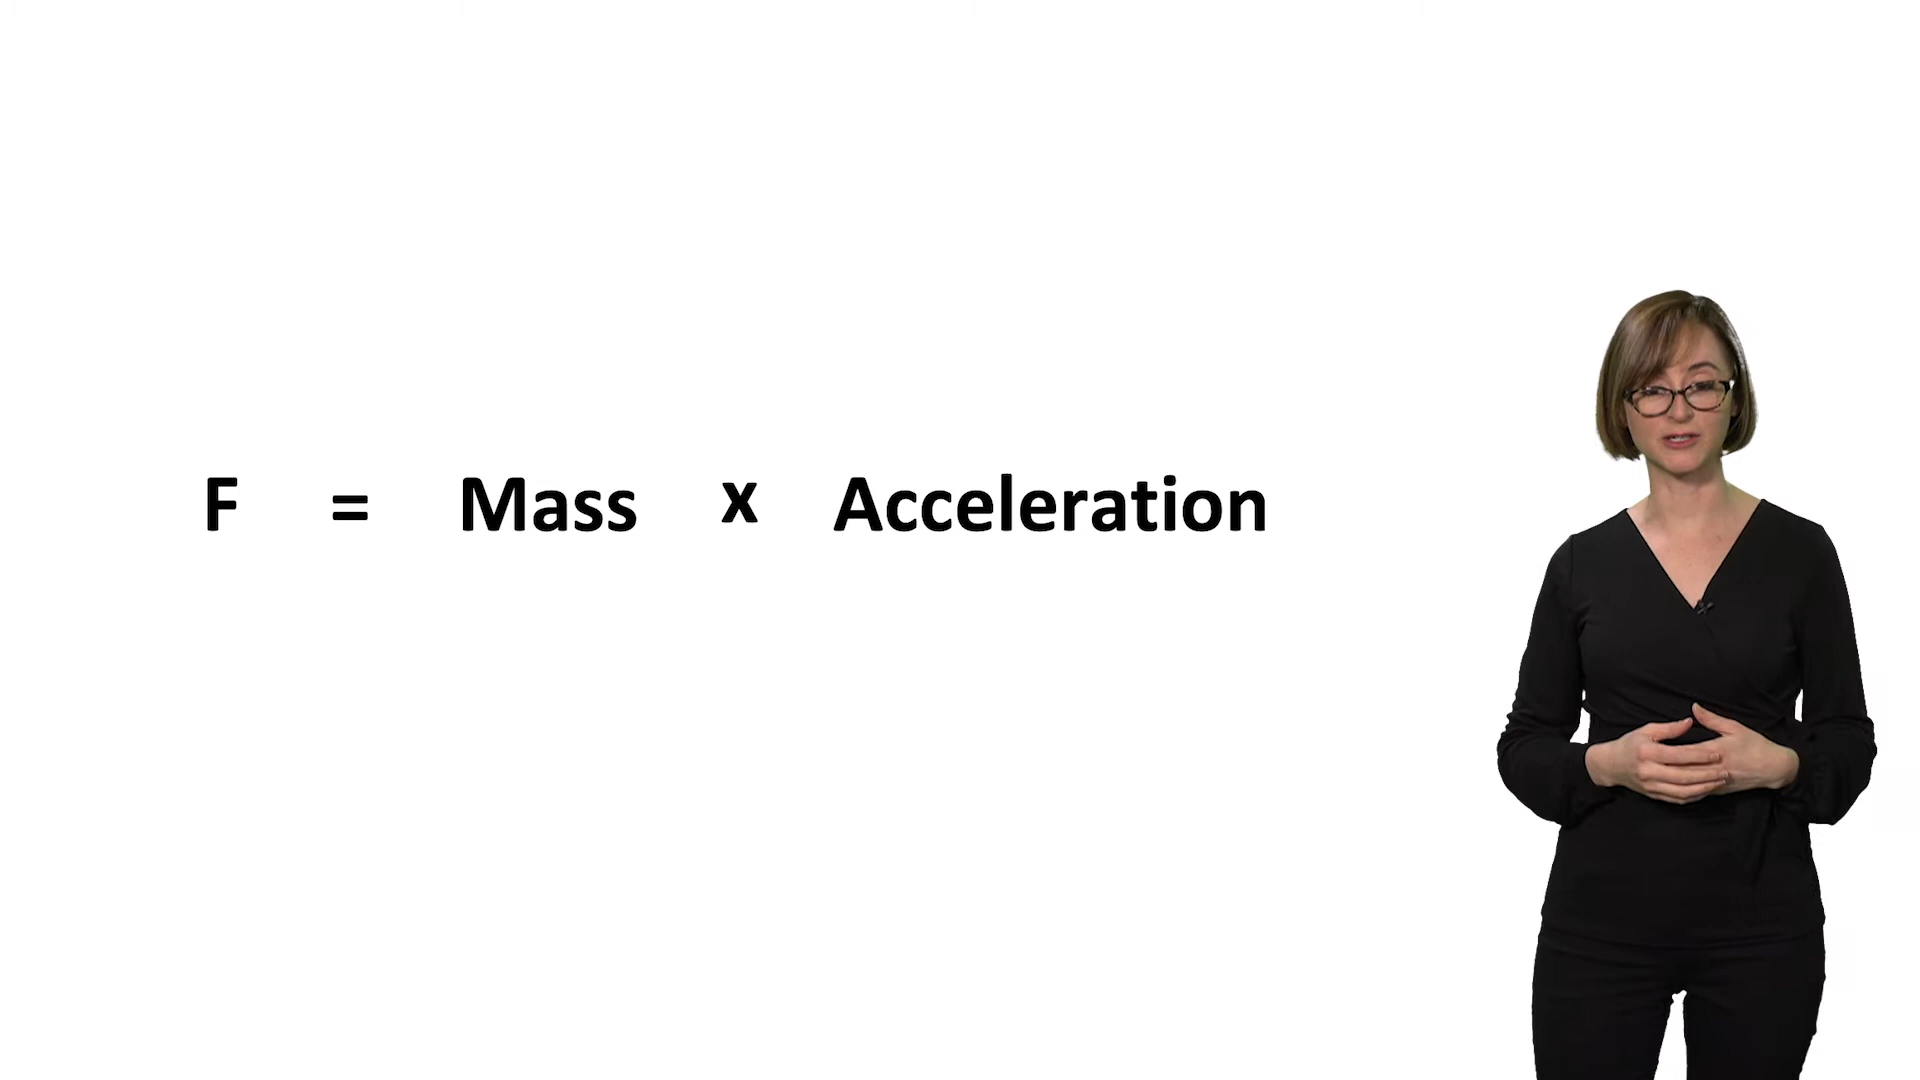 F = Mass x Acceleration